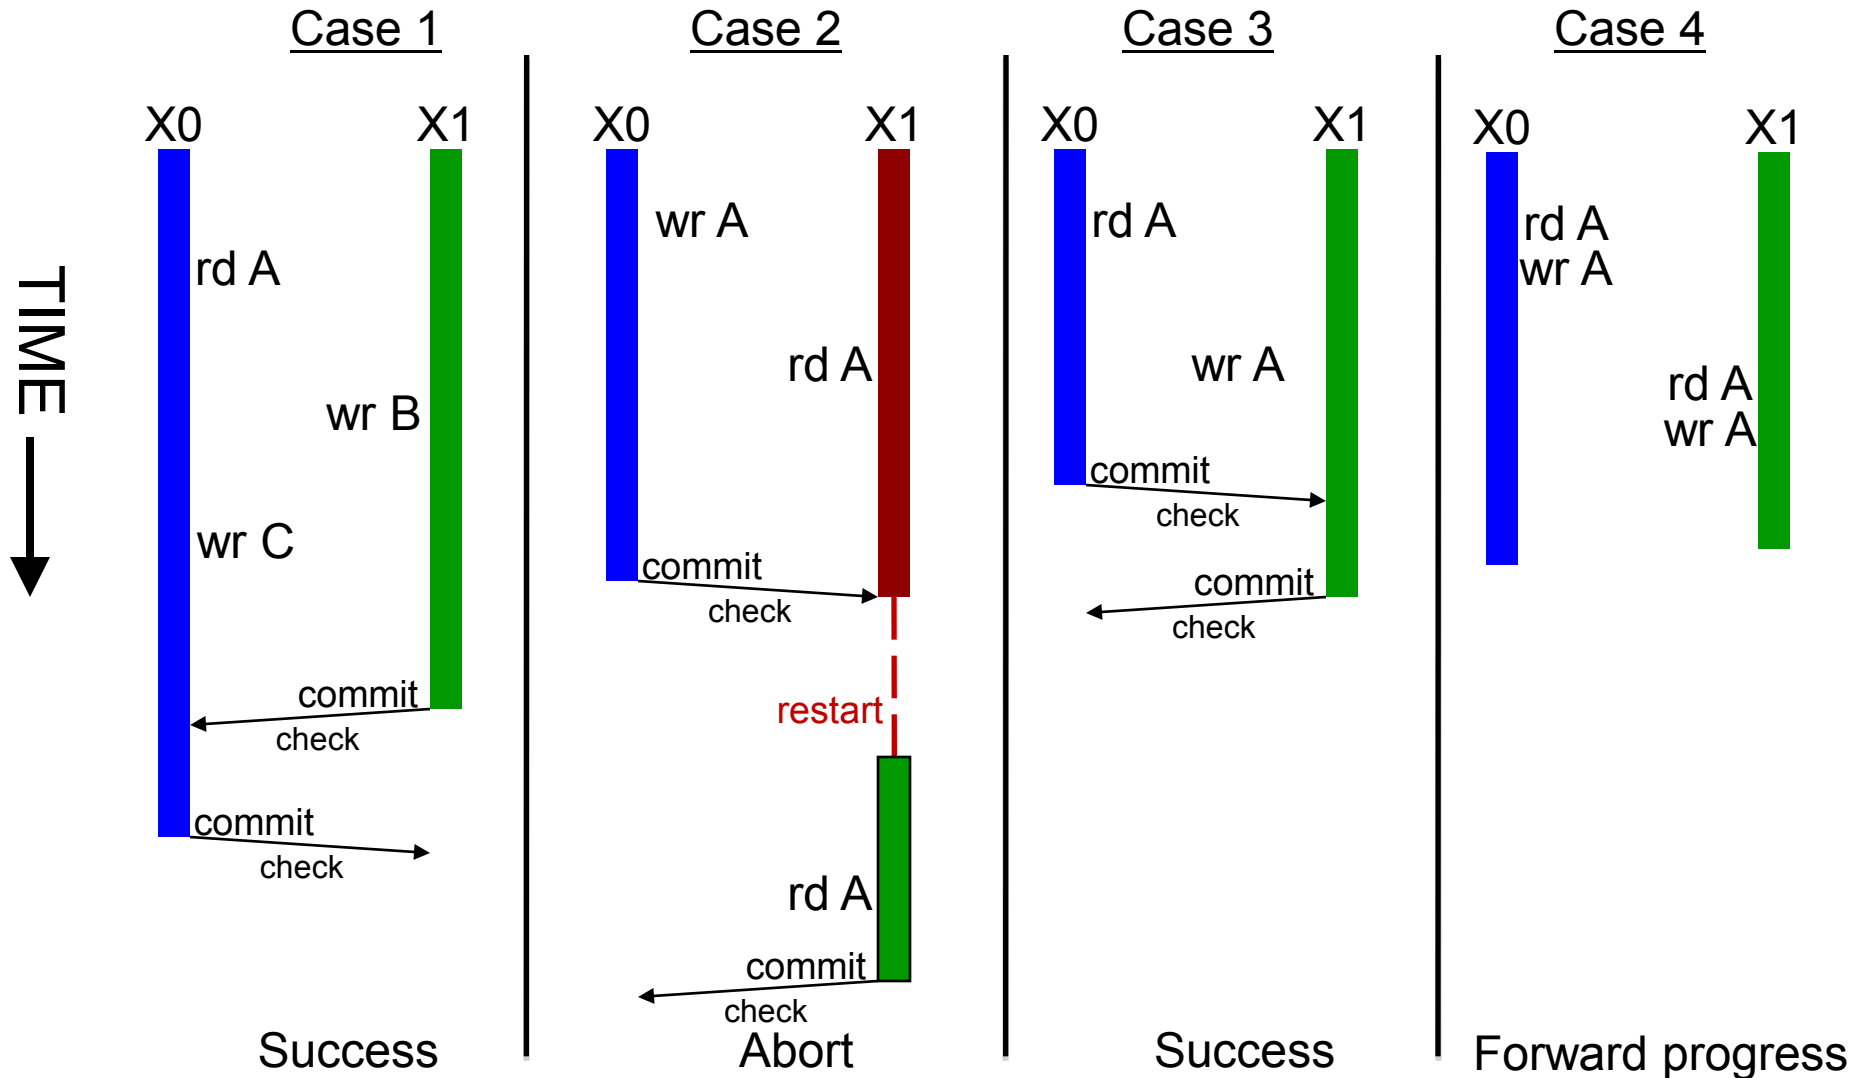 Case 1
Case 2
Case 3
Case 4
TIME
X0
X1
rd A
wr B
wr C
commit
check
commit
check
Success
X0
X1
wr A
rd A
commit
check
restart
rd A
commit
check
Abort
X0
X1
rd A
wr A
commit
check
commit
check
Success
X0
X1
rd A
wr A
rd A
wr A
Forward progress